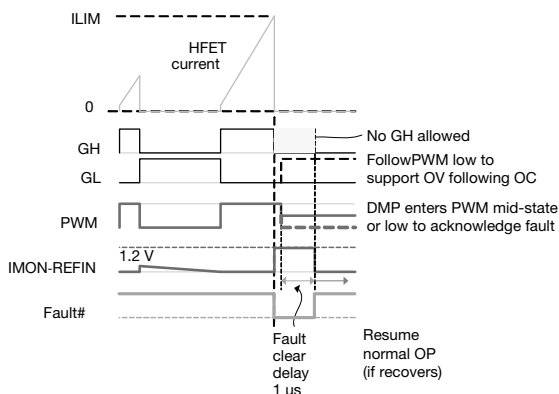 ILIM
HFET
current
0
GH
No GH allowed
GL
FollowPWM low to
support OV following OC
PWM
DMP enters PWM mid-state
or low to acknowledge fault
1.2 V
IMON-REFIN
Fault#
Fault
clear
delay
1 us
Resume
normal OP
(if recovers)